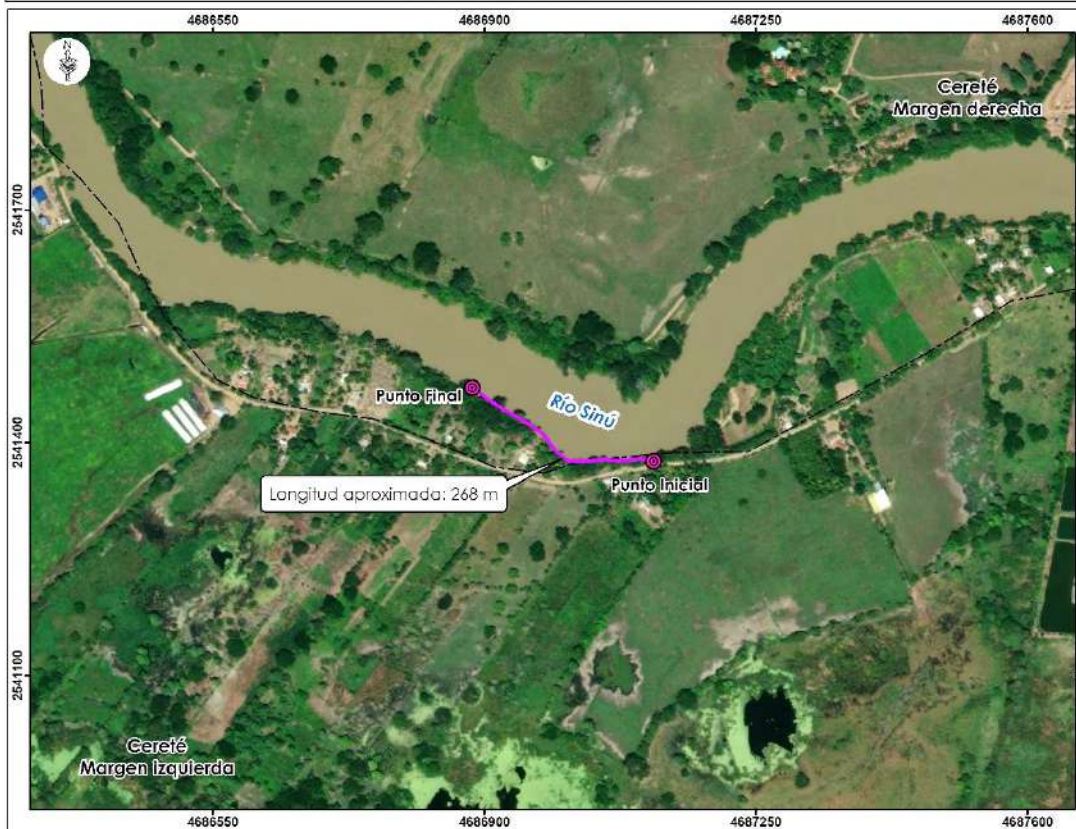 4686550 4686900 4687250 4687600
N
Cereté
Margen derecha
2541700
Punto Final
Río Sinú
2541400
Punto Inicial
Longitud aproximada: 268 m
2541100
Cereté
Margen izquierda
4686550 4686900 4687250 4687600